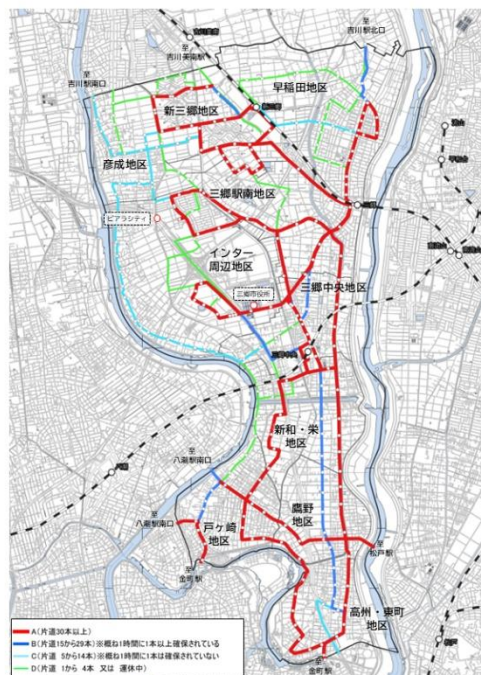 至
吉川駅北口
至
吉川美南駅
至
吉川駅南口
早稲田地区
新三郷地区
彦成地区
三郷駅南地区
ピアラシティ
インター
周辺地区
三郷中央地区
三郷市役所
三郷中央
新和・栄
地区
至
八潮駅南口
鷹野
地区
戸ヶ崎
地区
至
八潮駅南口
至
金町駅
至
松戸駅
高州・東町
地区
至
金町駅
A(片道30本以上)
B(片道15から29本)※概ね1時間に1本以上確保されている
C(片道 5から14本)※概ね1時間に1本は確保されていない
D(片道 1から 4本 又は 運休中)